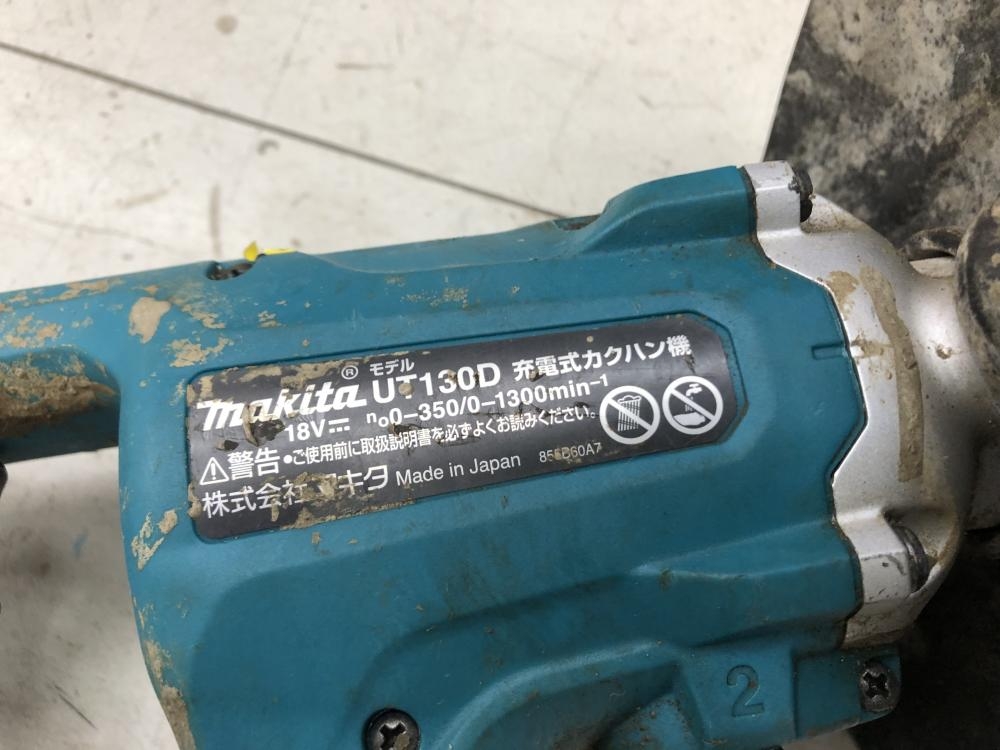 makita® モデル UT130D 充電式カクハン機
18V⎓ n₀0-350/0-1300min⁻¹
⚠警告 •ご使用前に取扱説明書を必ずよくお読みください。
株式会社 キタ Made in Japan
2